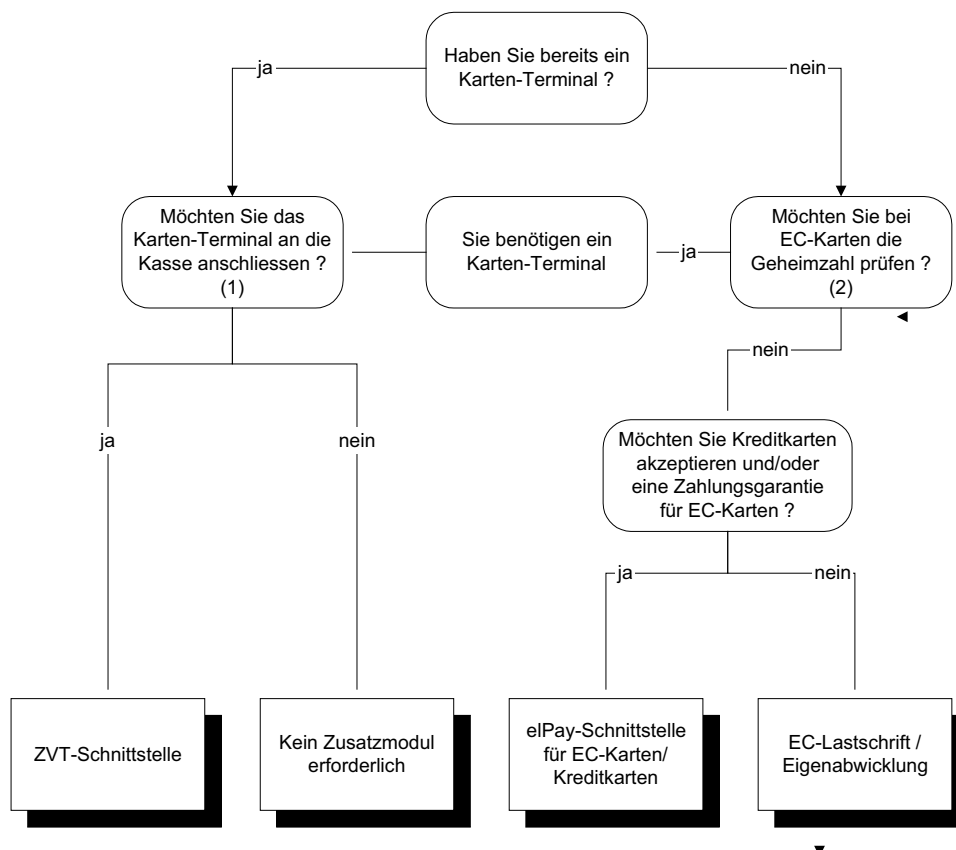 Haben Sie bereits ein
Karten-Terminal ?
ja
nein
Möchten Sie das
Karten-Terminal an die
Kasse anschliessen ?
(1)
Sie benötigen ein
Karten-Terminal
ja
Möchten Sie bei
EC-Karten die
Geheimzahl prüfen ?
(2)
nein
ja
nein
Möchten Sie Kreditkarten
akzeptieren und/oder
eine Zahlungsgarantie
für EC-Karten ?
ja
nein
ZVT-Schnittstelle
Kein Zusatzmodul
erforderlich
elPay-Schnittstelle
für EC-Karten/
Kreditkarten
EC-Lastschrift /
Eigenabwicklung